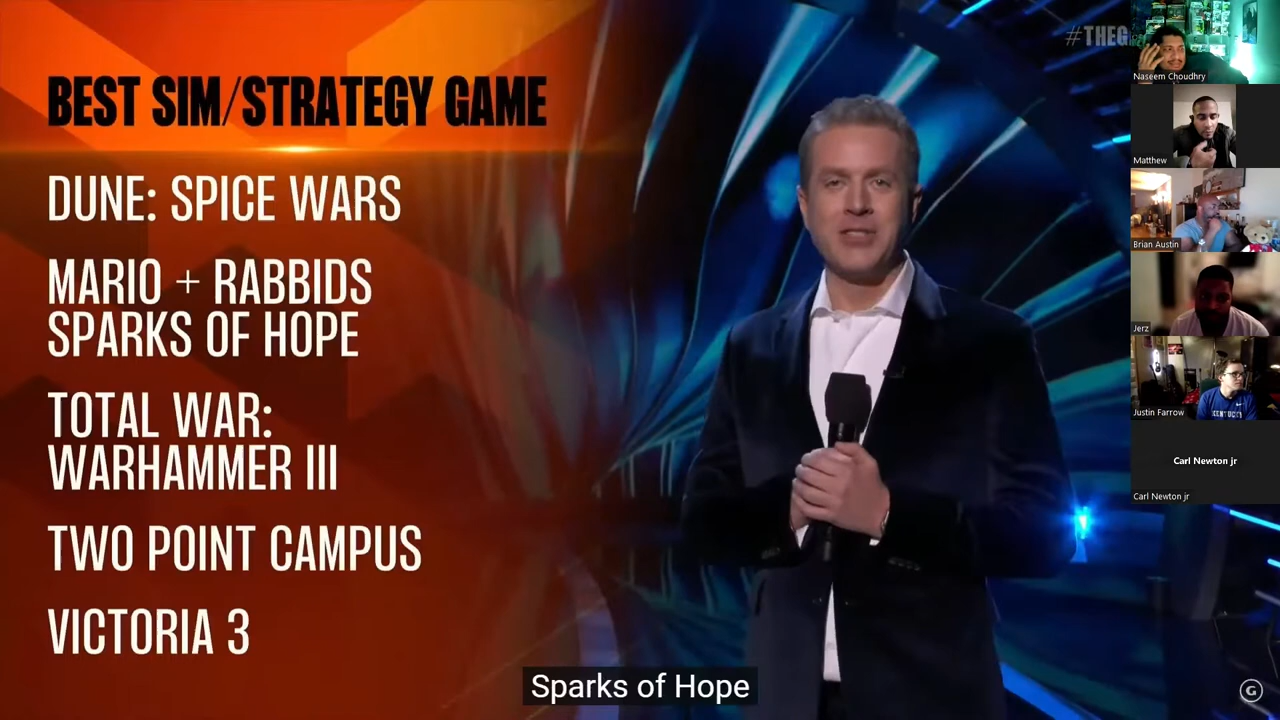 #THEG
BEST SIM/STRATEGY GAME
DUNE: SPICE WARS
MARIO + RABBIDS
SPARKS OF HOPE
TOTAL WAR:
WARHAMMER III
TWO POINT CAMPUS
VICTORIA 3
Sparks of Hope
Naseem Choudhry
Matthew
Brian Austin
Jerz
Justin Farrow
KENTUCKY
Carl Newton jr
Carl Newton jr
G